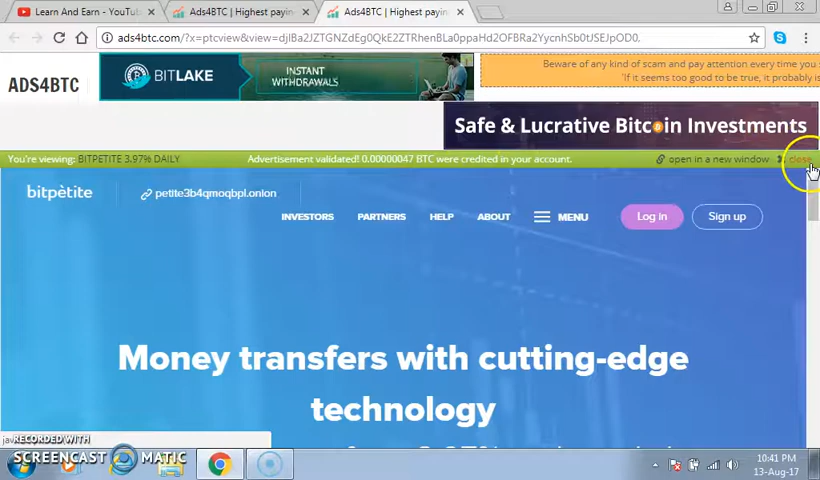 Learn And Earn - YouTu
Ads4BTC | Highest payin
Ads4BTC | Highest payin
ads4btc.com/?x=ptcview&view=
ADS4BTC
BITLAKE
INSTANT
WITHDRAWALS
Beware of any kind of scam and pay attention every time you
'If it seems too good to be true, it probably is
Safe & Lucrative Bitcoin Investments
You're viewing: BITPETITE 3.97% DAILY
Advertisement validated! 0.00000047 BTC were credited in your account.
open in a new window
close
bitpètite
petite3b4qmoqbpl.onion
INVESTORS PARTNERS HELP ABOUT MENU Log in Sign up
Money transfers with cutting-edge
technology
RECORDED WITH
SCREENCAST MATIC
10:41 PM
13-Aug-17